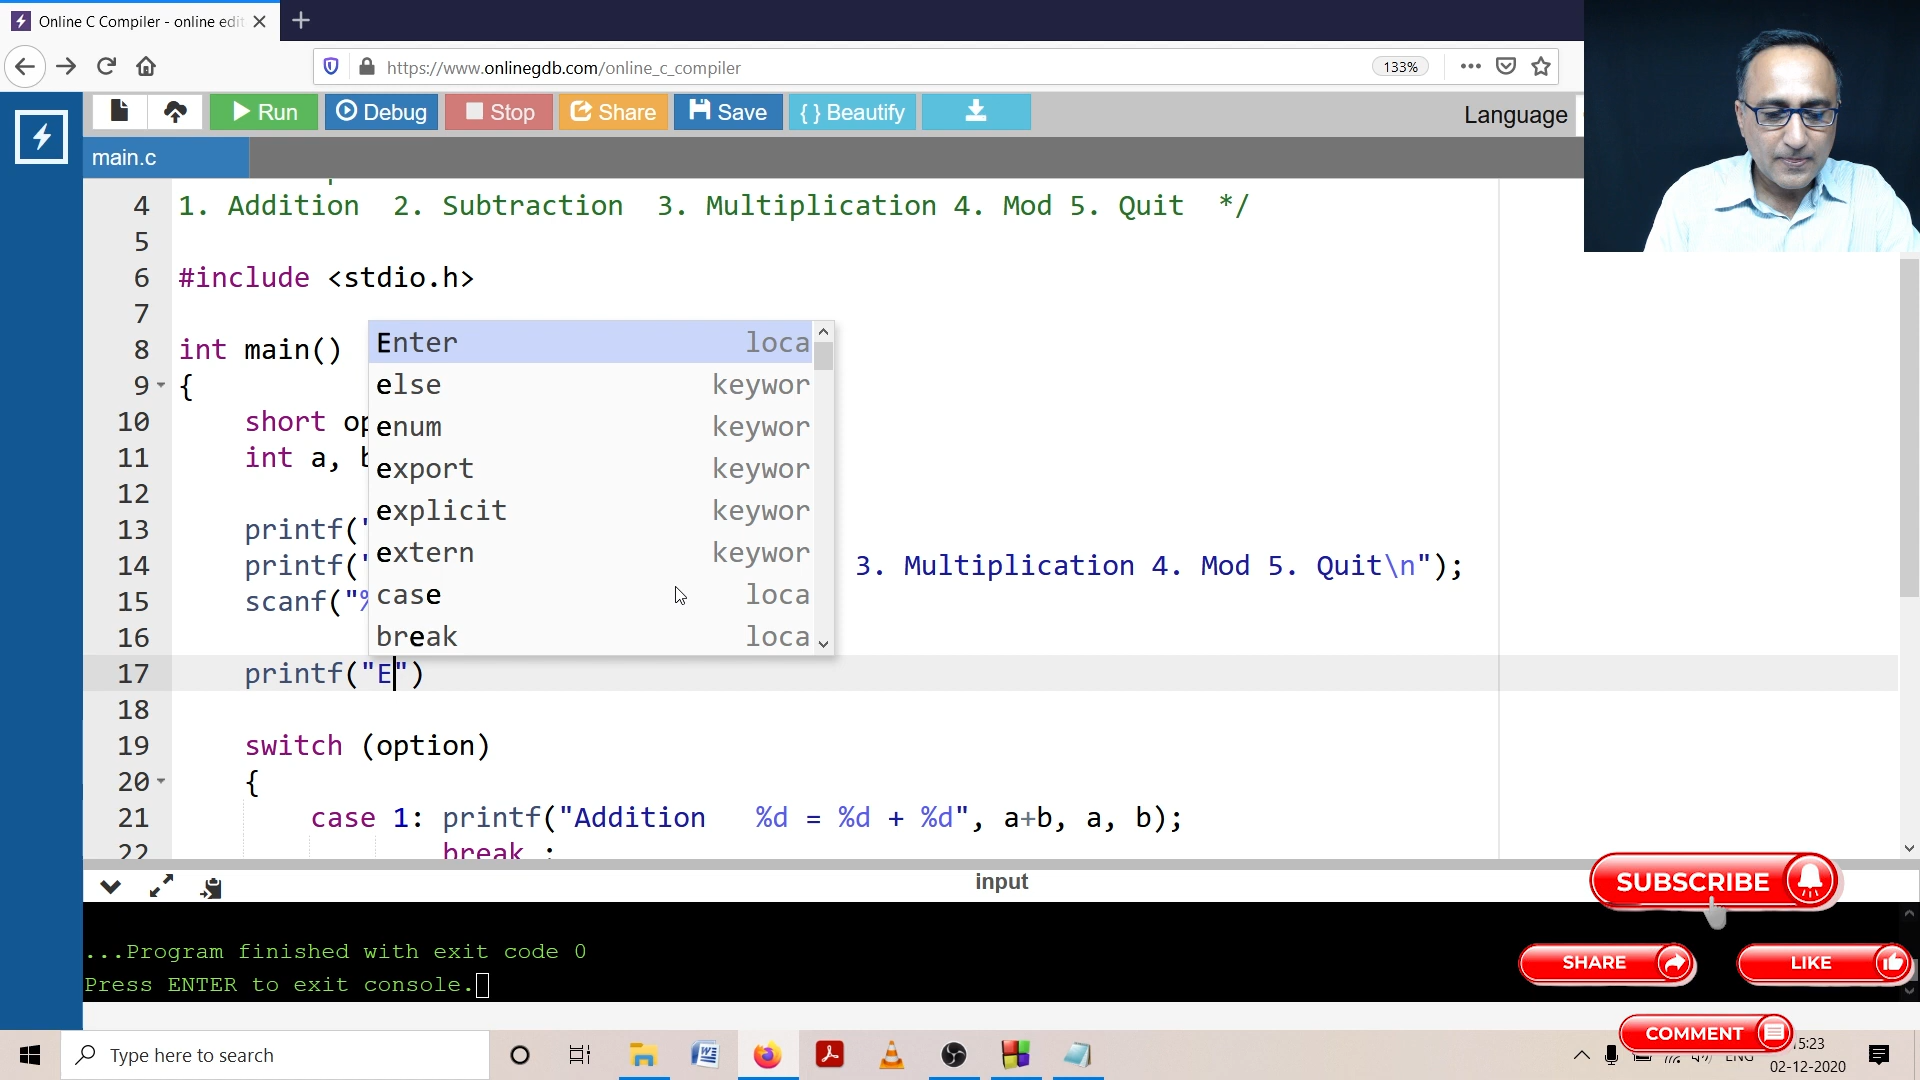 Online C Compiler - online edit
https://www.onlinegdb.com/online_c_compiler
133%
Run
Debug
Stop
Share
Save
{ } Beautify
Language
main.c
4 1. Addition 2. Subtraction 3. Multiplication 4. Mod 5. Quit */
5
6 #include <stdio.h>
7
8 int main()
9 {
10 short op
11 int a, b
12
13 printf("
14 printf(" 3. Multiplication 4. Mod 5. Quit\n");
15 scanf("%
16
17 printf("E")
18
19 switch (option)
20 {
21 case 1: printf("Addition %d = %d + %d", a+b, a, b);
22 break ;
Enter loca
else keywor
enum keywor
export keywor
explicit keywor
extern keywor
case loca
break loca
input
...Program finished with exit code 0
Press ENTER to exit console.
SUBSCRIBE
SHARE
LIKE
COMMENT
Type here to search
ENG
15:23
02-12-2020